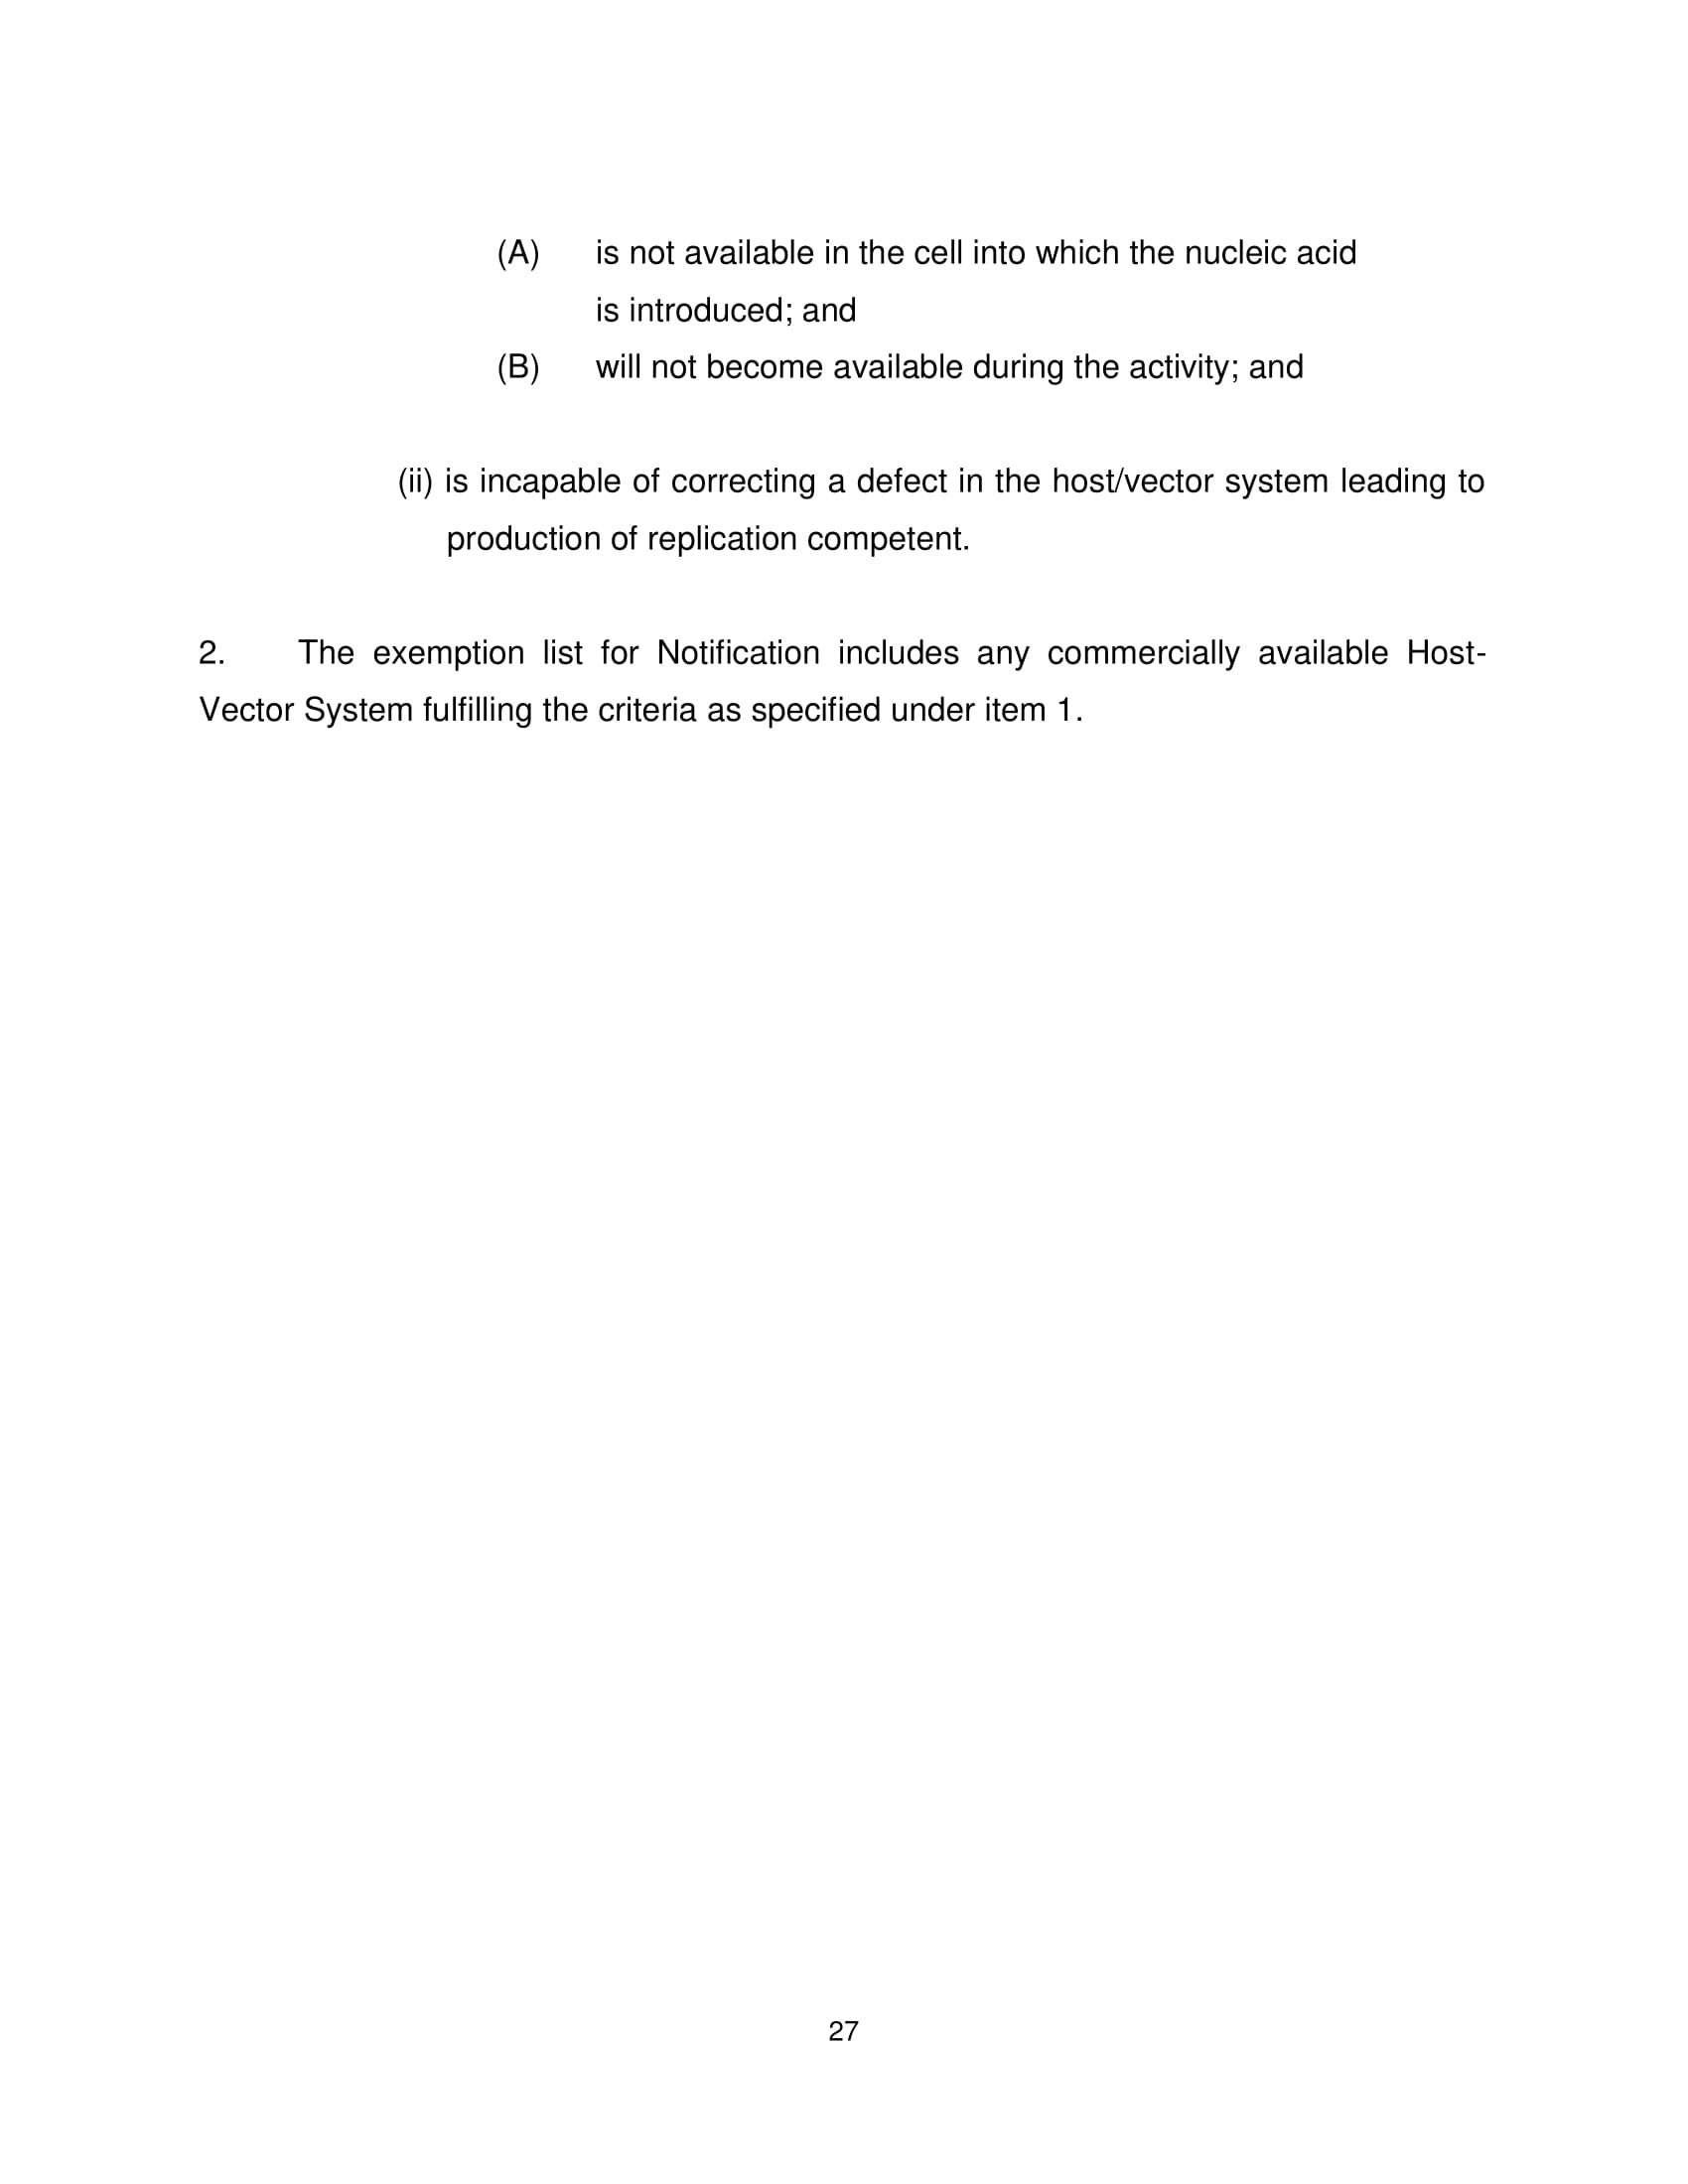 (A) is not available in the cell into which the nucleic acid
is introduced; and
(B) will not become available during the activity; and
(ii) is incapable of correcting a defect in the host/vector system leading to
production of replication competent.
2. The exemption list for Notification includes any commercially available Host-
Vector System fulfilling the criteria as specified under item 1.
27